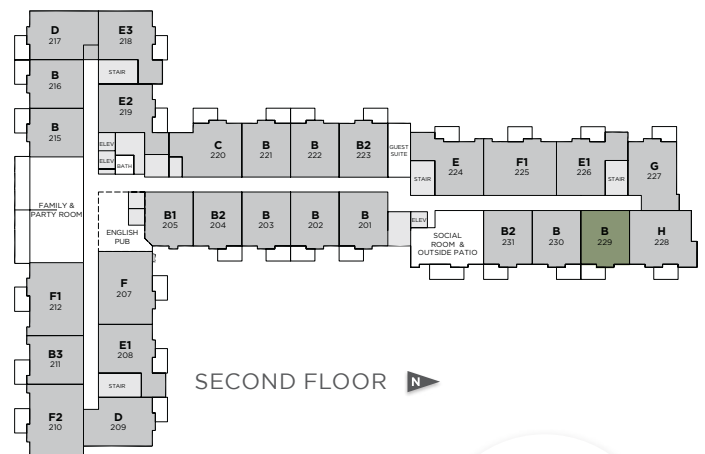 D
217
E3
218
STAIR
B
216
E2
219
B
215
ELEV
ELEV
BATH
C
220
B
221
B
222
B2
223
GUEST
SUITE
E
224
STAIR
F1
225
E1
226
STAIR
G
227
FAMILY &
PARTY ROOM
ENGLISH
PUB
B1
205
B2
204
B
203
B
202
B
201
ELEV
SOCIAL
ROOM &
OUTSIDE PATIO
B2
231
B
230
B
229
H
228
F
207
F1
212
E1
208
B3
211
STAIR
F2
210
D
209
SECOND FLOOR
N